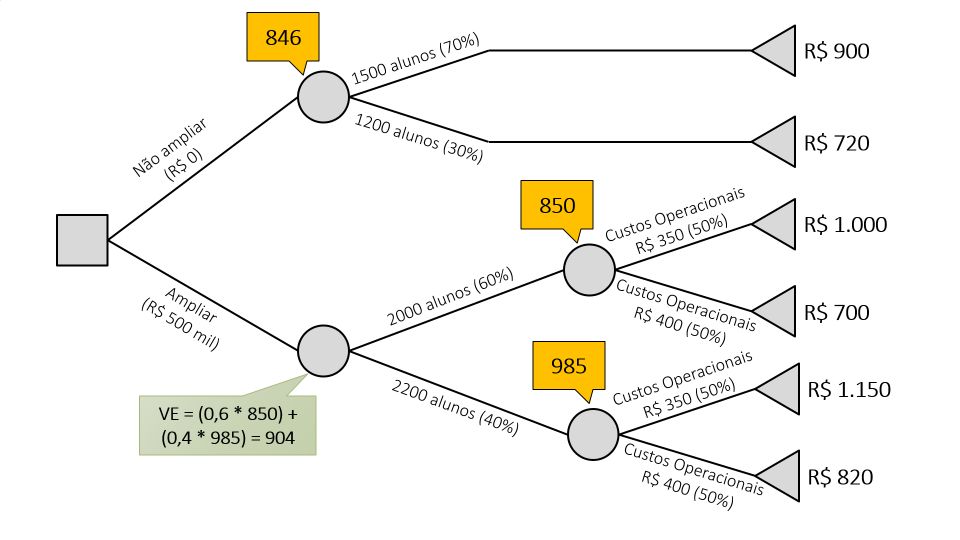 846
1500 alunos (70%)
R$ 900
Não ampliar
(R$ 0)
1200 alunos (30%)
R$ 720
850
Custos Operacionais
R$ 350 (50%)
R$ 1.000
2000 alunos (60%)
Custos Operacionais
R$ 400 (50%)
R$ 700
Ampliar
(R$ 500 mil)
985
Custos Operacionais
R$ 350 (50%)
R$ 1.150
2200 alunos (40%)
VE = (0,6 * 850) +
(0,4 * 985) = 904
Custos Operacionais
R$ 400 (50%)
R$ 820